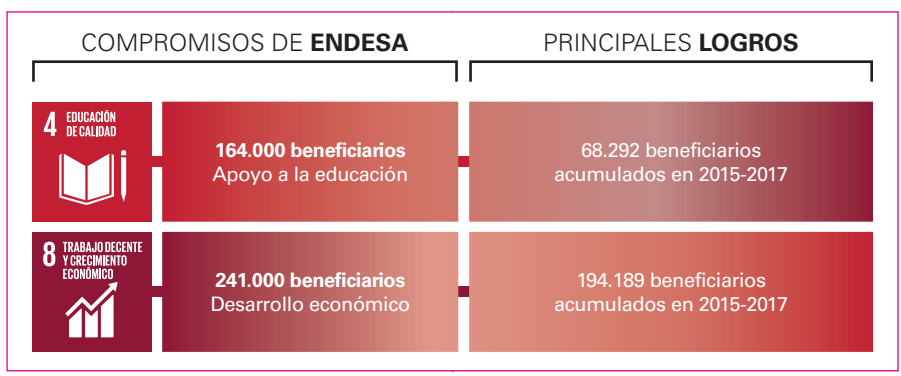 COMPROMISOS DE ENDESA
PRINCIPALES LOGROS
4 EDUCACIÓN
DE CALIDAD
164.000 beneficiarios
Apoyo a la educación
68.292 beneficiarios
acumulados en 2015-2017
8 TRABAJO DECENTE
Y CRECIMIENTO
ECONÓMICO
241.000 beneficiarios
Desarrollo económico
194.189 beneficiarios
acumulados en 2015-2017